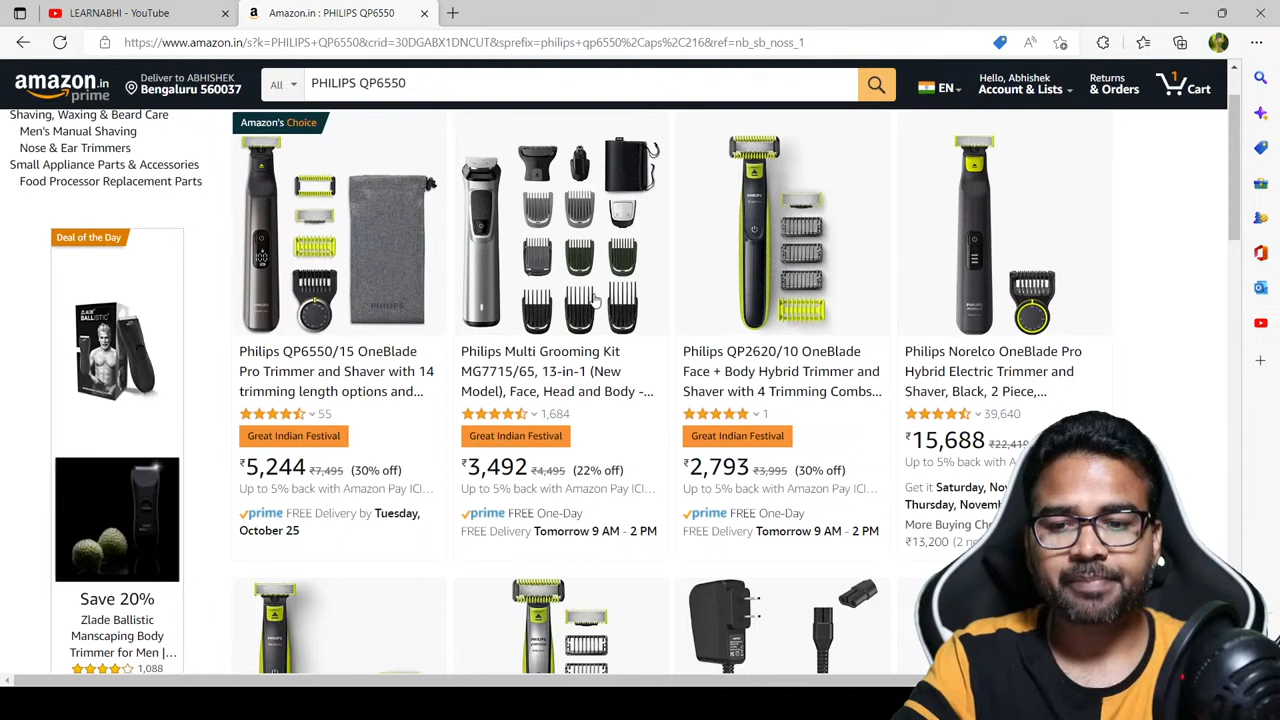 LEARNABHI - YouTube
Amazon.in : PHILIPS QP6550
https://www.amazon.in/s?k=PHILIPS+QP6550&crid=30DGABX1DNCUT&sprefix=philips+qp6550%2Caps%2C216&ref=nb_sb_noss_1
amazon.in
prime
Deliver to ABHISHEK
Bengaluru 560037
All
PHILIPS QP6550
EN
Hello, Abhishek
Account & Lists
Returns
& Orders
1
Cart
Shaving, Waxing & Beard Care
Men's Manual Shaving
Nose & Ear Trimmers
Small Appliance Parts & Accessories
Food Processor Replacement Parts
Deal of the Day
ZLADE
BALLISTIC
Save 20%
Zlade Ballistic
Manscaping Body
Trimmer for Men |...
1,088
Amazon's Choice
PHILIPS
Philips QP6550/15 OneBlade
Pro Trimmer and Shaver with 14
trimming length options and...
55
Great Indian Festival
₹5,244 ₹7,495 (30% off)
Up to 5% back with Amazon Pay ICI...
prime FREE Delivery by Tuesday,
October 25
Philips Multi Grooming Kit
MG7715/65, 13-in-1 (New
Model), Face, Head and Body -...
1,684
Great Indian Festival
₹3,492 ₹4,495 (22% off)
Up to 5% back with Amazon Pay ICI...
prime FREE One-Day
FREE Delivery Tomorrow 9 AM - 2 PM
Philips QP2620/10 OneBlade
Face + Body Hybrid Trimmer and
Shaver with 4 Trimming Combs...
1
Great Indian Festival
₹2,793 ₹3,995 (30% off)
Up to 5% back with Amazon Pay ICI...
prime FREE One-Day
FREE Delivery Tomorrow 9 AM - 2 PM
Philips Norelco OneBlade Pro
Hybrid Electric Trimmer and
Shaver, Black, 2 Piece,...
39,640
₹15,688
Up to 5% back with
Get it Saturday,
Thursday,
More Buying
₹13,200 (2